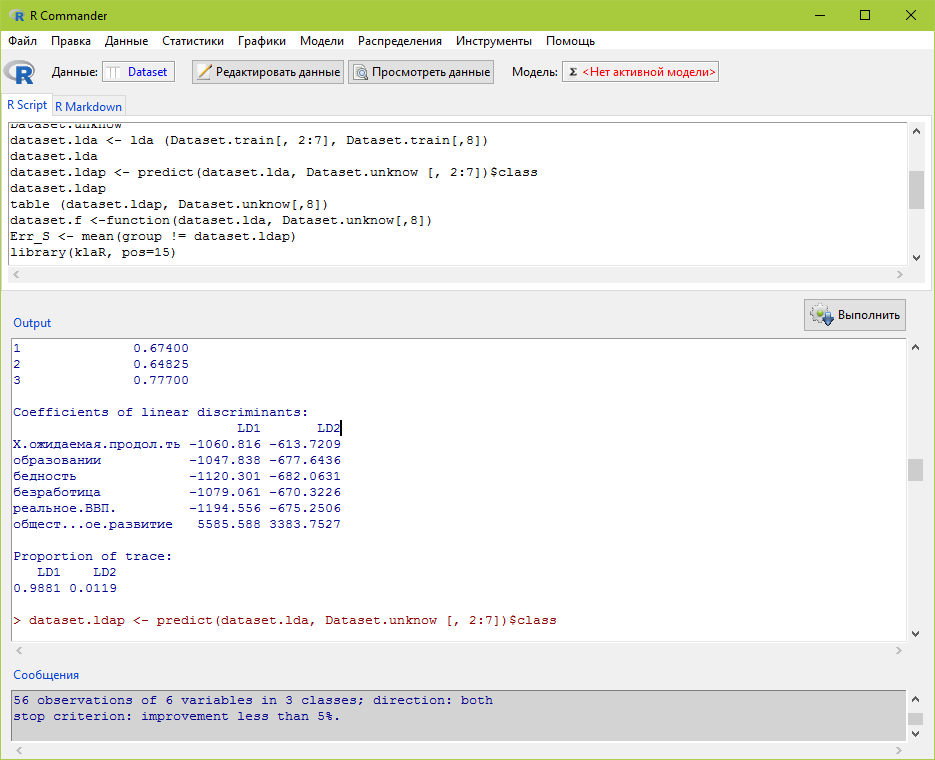 R Commander
Файл Правка Данные Статистики Графики Модели Распределения Инструменты Помощь
Данные: Dataset Редактировать данные Просмотреть данные Модель: Σ <Нет активной модели>
R Script R Markdown
Dataset.unknow
dataset.lda <- lda (Dataset.train[, 2:7], Dataset.train[,8])
dataset.lda
dataset.ldap <- predict(dataset.lda, Dataset.unknow [, 2:7])$class
dataset.ldap
table (dataset.ldap, Dataset.unknow[,8])
dataset.f <-function(dataset.lda, Dataset.unknow[,8])
Err_S <- mean(group != dataset.ldap)
library(klaR, pos=15)
Выполнить
Output
1 0.67400
2 0.64825
3 0.77700
Coefficients of linear discriminants:
LD1 LD2
Х.ожидаемая.продол.ть -1060.816 -613.7209
образовании -1047.838 -677.6436
бедность -1120.301 -682.0631
безработица -1079.061 -670.3226
реальное.ВВП. -1194.556 -675.2506
общест...ое.развитие 5585.588 3383.7527
Proportion of trace:
LD1 LD2
0.9881 0.0119
> dataset.ldap <- predict(dataset.lda, Dataset.unknow [, 2:7])$class
Сообщения
56 observations of 6 variables in 3 classes; direction: both
stop criterion: improvement less than 5%.